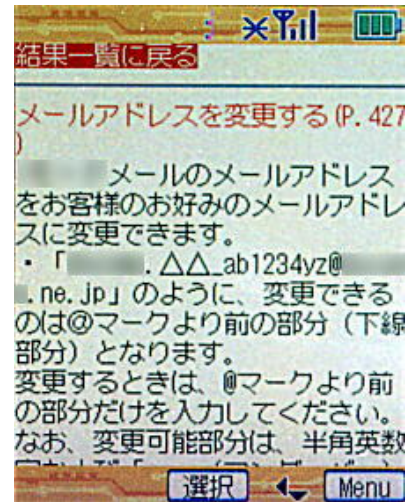 結果一覧に戻る
メールアドレスを変更する(P.427
)
メールのメールアドレス
をお客様のお好みのメールアドレ
スに変更できます。
・「 .△△_ab1234yz@
.ne.jp」のように、変更できる
のは@マークより前の部分（下線
部分）となります。
変更するときは、@マークより前
の部分だけを入力してください。
なお、変更可能部分は、半角英数
選択
Menu